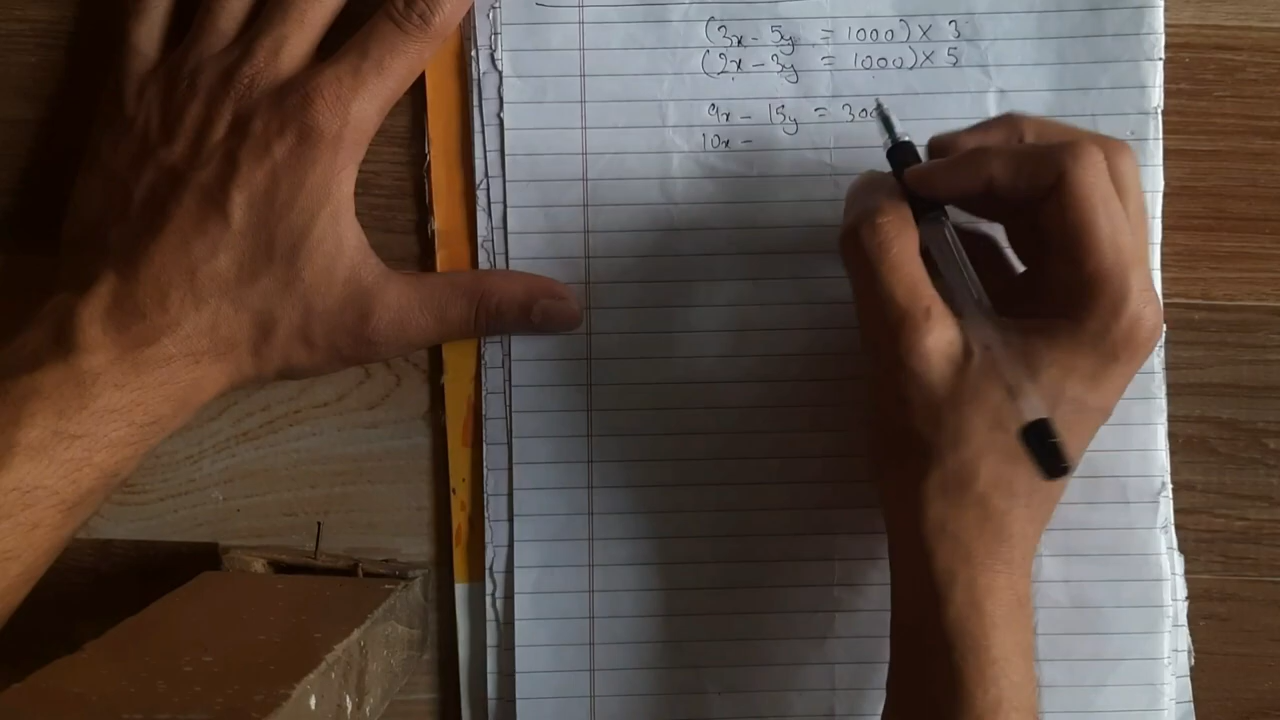 (3x - 5y = 1000) × 3
(2x - 3y = 1000) × 5
9x - 15y = 300
10x -